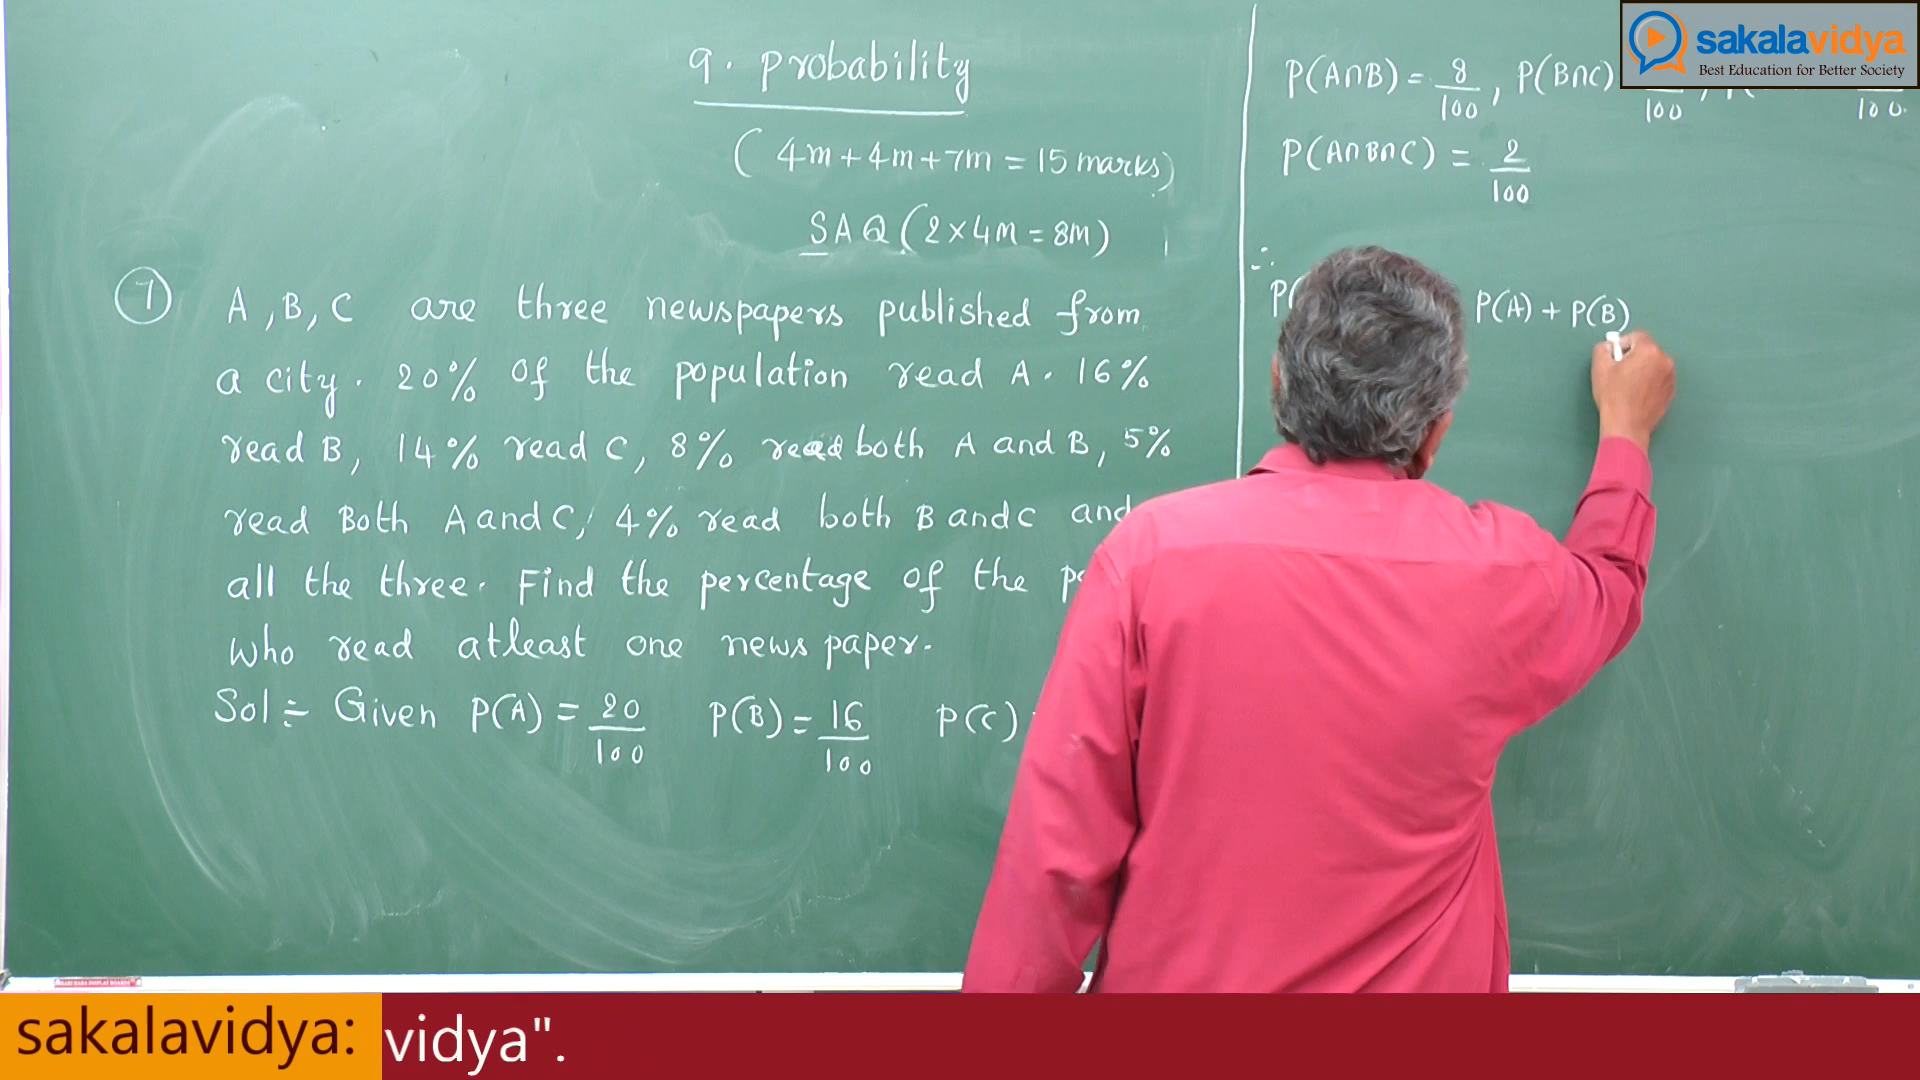 9. probability
(4m+4m+7m = 15 marks)
SAQ (2×4m = 8m)
7 A, B, C are three newspapers published from
a city. 20% of the population read A. 16%
read B, 14% read C, 8% read both A and B, 5%
read Both A and C, 4% read both B and C and
all the three. Find the percentage of the
who read atleast one news paper.
Sol:- Given P(A) = 20/100 P(B) = 16/100 P(C)
P(A∩B) = 8/100, P(B∩C) /100, /100.
P(A∩B∩C) = 2/100
∴
P( P(A) + P(B)
sakalavidya
Best Education for Better Society
sakalavidya: vidya".